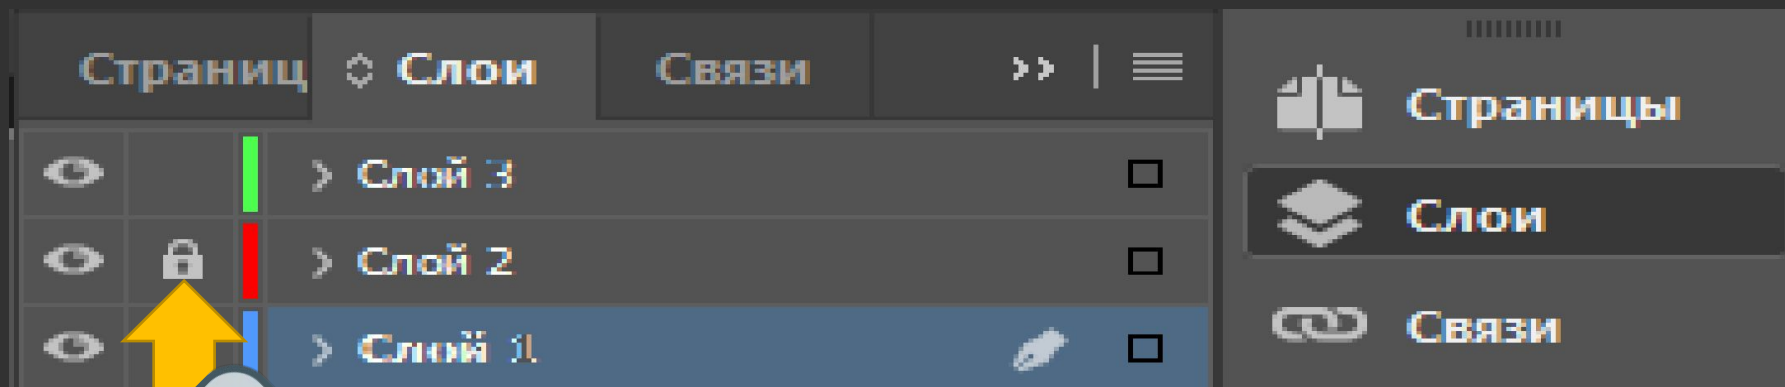 Страниц Слои Связи
Слой 3
Слой 2
Слой 1
Страницы
Слои
Связи